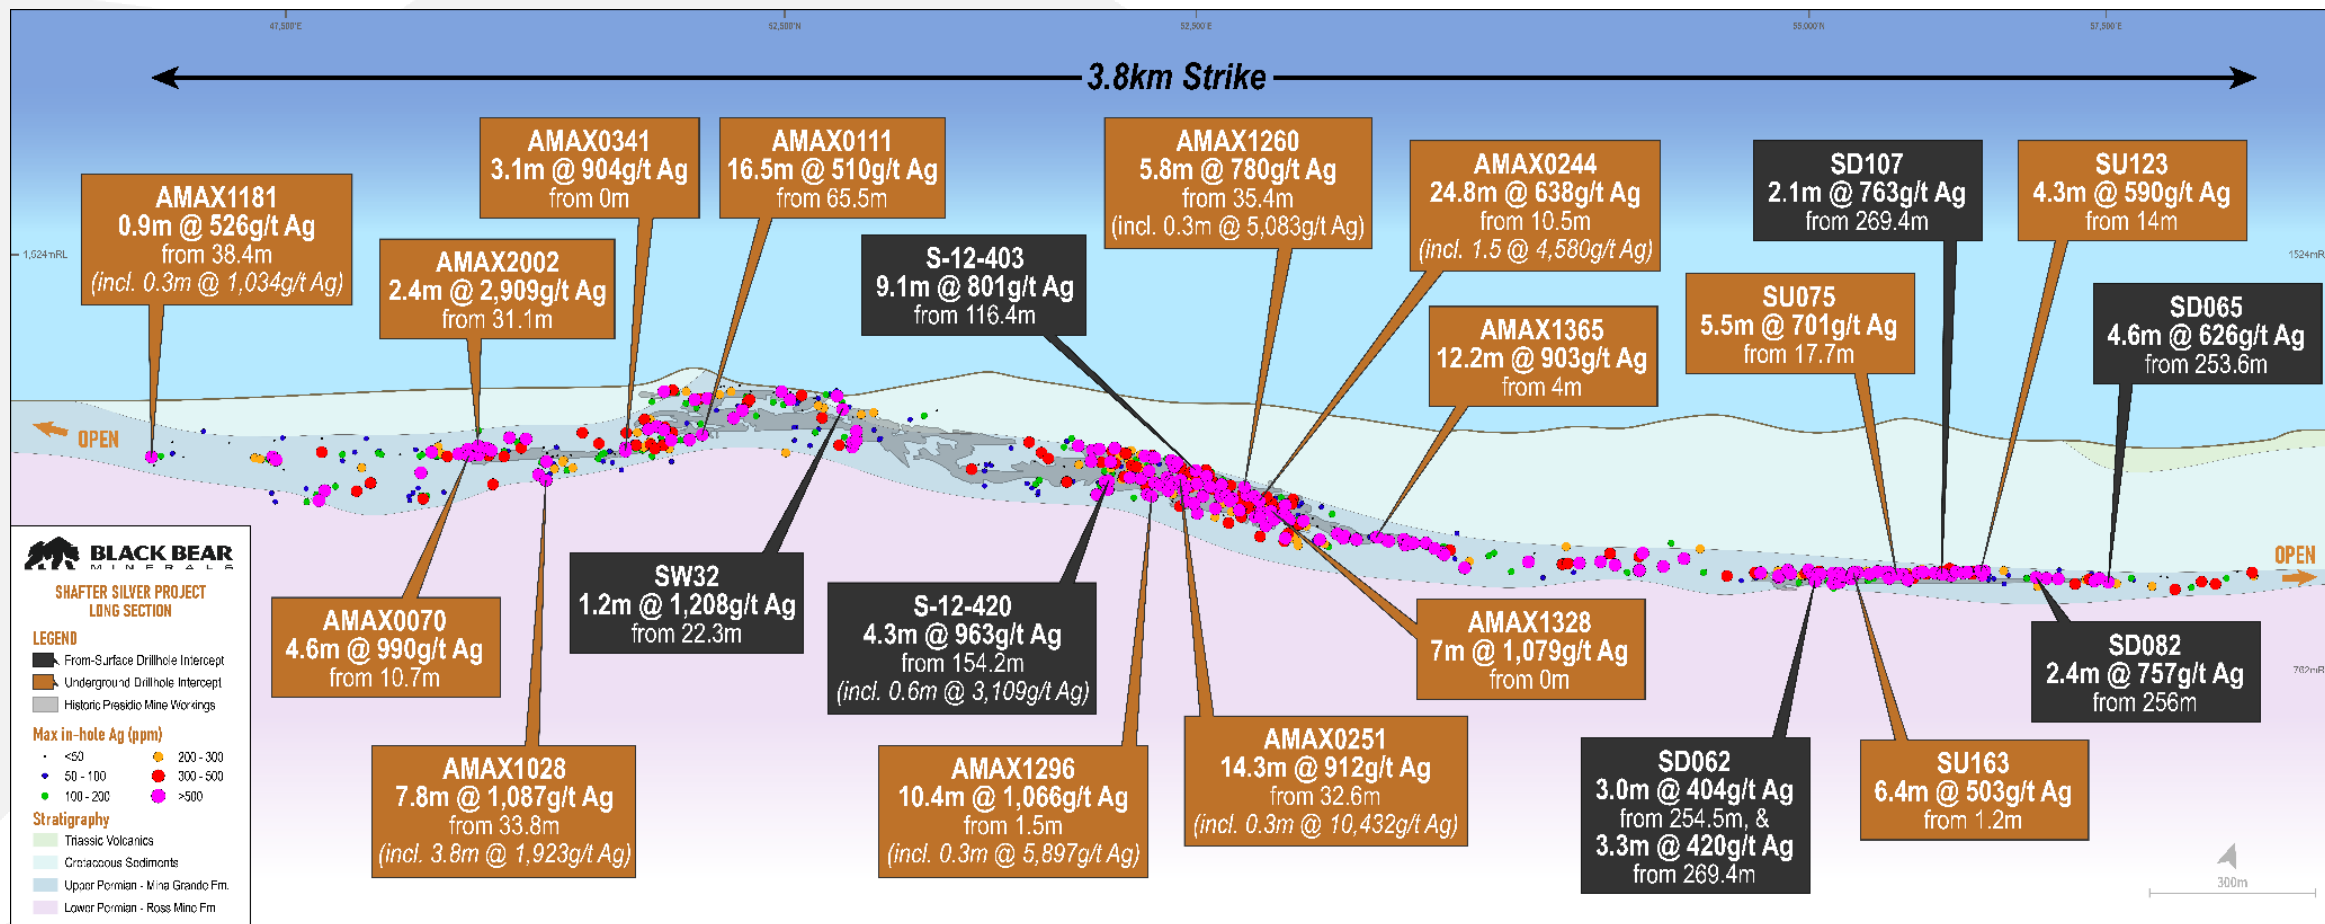 47,500'E
52,500'N
52,500'E
55,000'N
57,500'E
3.8km Strike
AMAX1181
0.9m @ 526g/t Ag
from 38.4m
(incl. 0.3m @ 1,034g/t Ag)
AMAX2002
2.4m @ 2,909g/t Ag
from 31.1m
AMAX0341
3.1m @ 904g/t Ag
from 0m
AMAX0111
16.5m @ 510g/t Ag
from 65.5m
S-12-403
9.1m @ 801g/t Ag
from 116.4m
AMAX1260
5.8m @ 780g/t Ag
from 35.4m
(incl. 0.3m @ 5,083g/t Ag)
AMAX0244
24.8m @ 638g/t Ag
from 10.5m
(incl. 1.5 @ 4,580g/t Ag)
AMAX1365
12.2m @ 903g/t Ag
from 4m
SD107
2.1m @ 763g/t Ag
from 269.4m
SU075
5.5m @ 701g/t Ag
from 17.7m
SU123
4.3m @ 590g/t Ag
from 14m
SD065
4.6m @ 626g/t Ag
from 253.6m
1,524mRL
1524mR
OPEN
OPEN
762mR
AMAX0070
4.6m @ 990g/t Ag
from 10.7m
AMAX1028
7.8m @ 1,087g/t Ag
from 33.8m
(incl. 3.8m @ 1,923g/t Ag)
SW32
1.2m @ 1,208g/t Ag
from 22.3m
S-12-420
4.3m @ 963g/t Ag
from 154.2m
(incl. 0.6m @ 3,109g/t Ag)
AMAX1296
10.4m @ 1,066g/t Ag
from 1.5m
(incl. 0.3m @ 5,897g/t Ag)
AMAX0251
14.3m @ 912g/t Ag
from 32.6m
(incl. 0.3m @ 10,432g/t Ag)
AMAX1328
7m @ 1,079g/t Ag
from 0m
SD062
3.0m @ 404g/t Ag
from 254.5m, &
3.3m @ 420g/t Ag
from 269.4m
SU163
6.4m @ 503g/t Ag
from 1.2m
SD082
2.4m @ 757g/t Ag
from 256m
BLACK BEAR
MINERALS
SHAFTER SILVER PROJECT
LONG SECTION
LEGEND
From-Surface Drillhole Intercept
Underground Drillhole Intercept
Historic Presidio Mine Workings
Max in-hole Ag (ppm)
<50
50 - 100
100 - 200
200 - 300
300 - 500
>500
Stratigraphy
Triassic Volcanics
Cretaceous Sediments
Upper Permian - Mina Grande Fm.
Lower Permian - Ross Mine Fm
300m